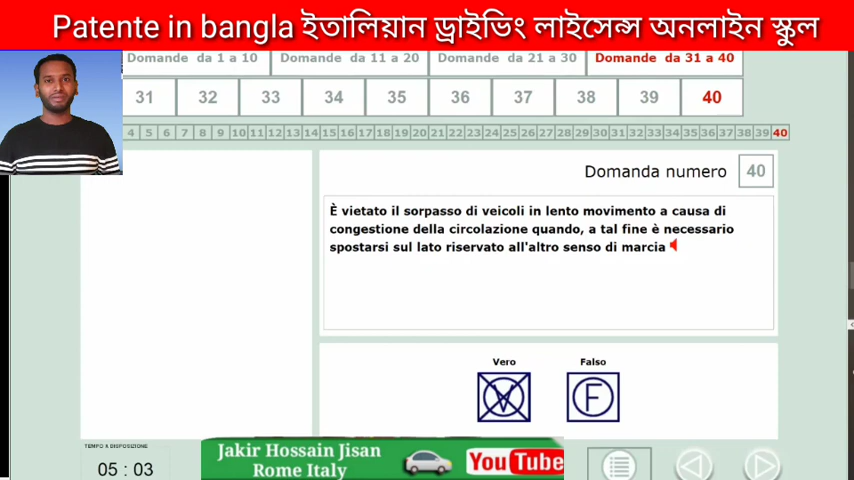 Patente in bangla ইতালিয়ান ড্রাইভিং লাইসেন্স অনলাইন স্কুল
Domande da 1 a 10 Domande da 11 a 20 Domande da 21 a 30 Domande da 31 a 40
31 32 33 34 35 36 37 38 39 40
4 5 6 7 8 9 10 11 12 13 14 15 16 17 18 19 20 21 22 23 24 25 26 27 28 29 30 31 32 33 34 35 36 37 38 39 40
Domanda numero 40
È vietato il sorpasso di veicoli in lento movimento a causa di
congestione della circolazione quando, a tal fine è necessario
spostarsi sul lato riservato all'altro senso di marcia
Vero Falso
V F
TEMPO A DISPOSIZIONE
05 : 03
Jakir Hossain Jisan
Rome Italy
YouTube